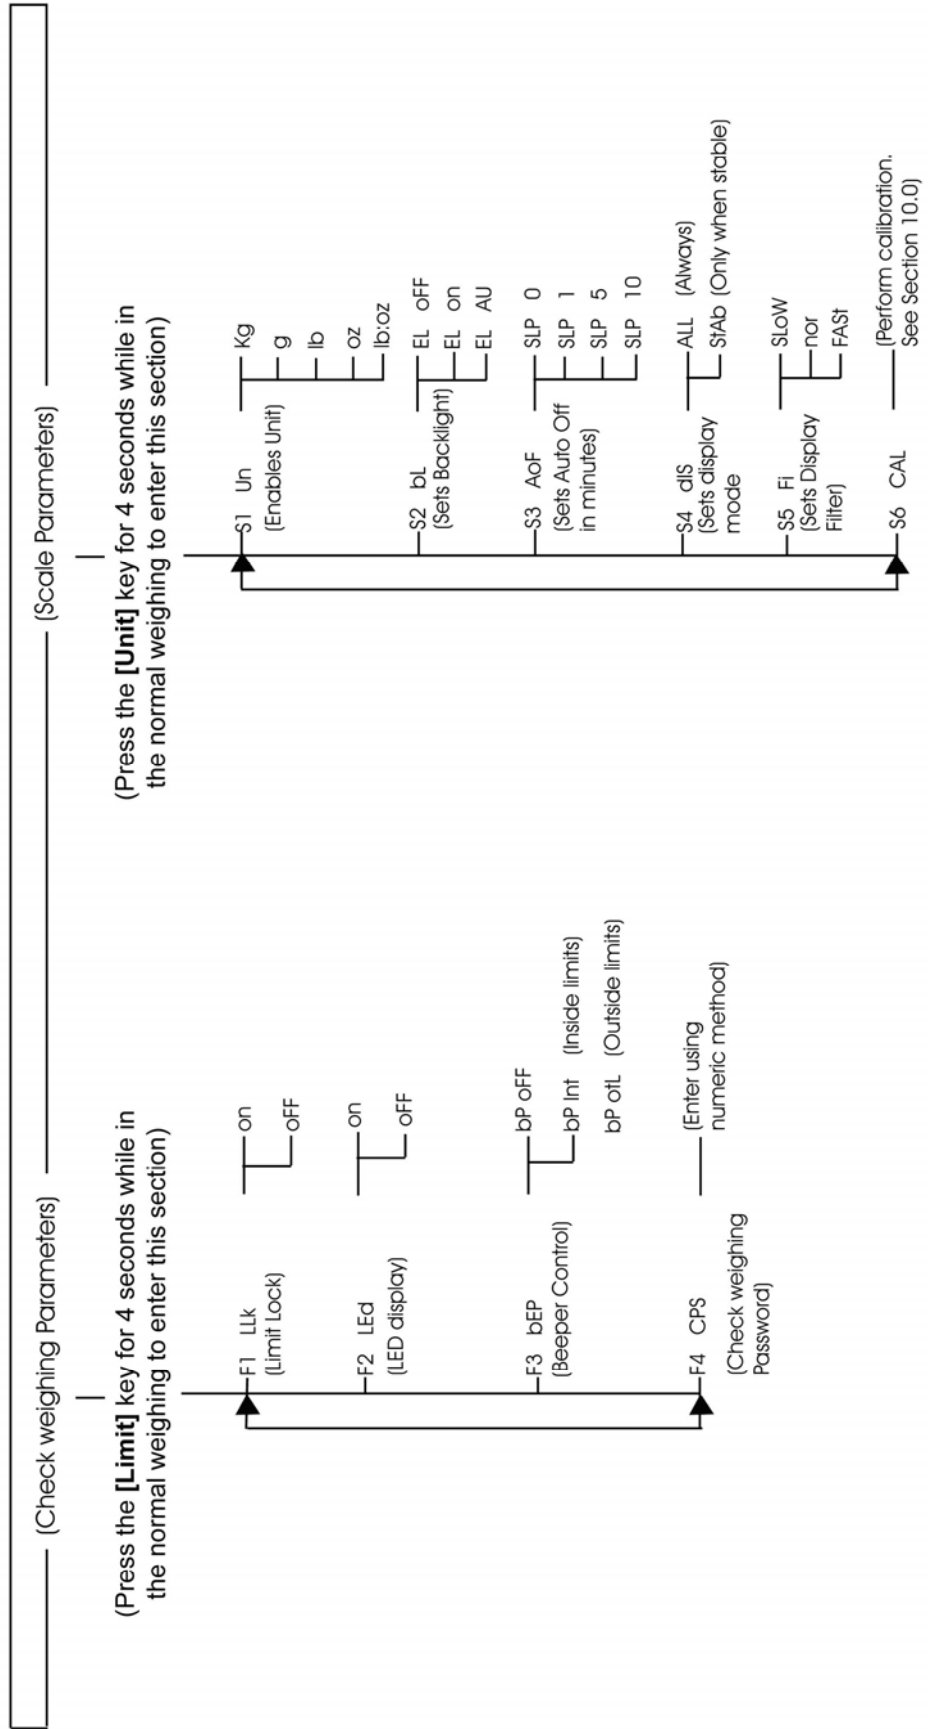 (Check weighing Parameters)
(Press the [Limit] key for 4 seconds while in
the normal weighing to enter this section)
F1 LLk
(Limit Lock)
on
oFF
F2 LEd
(LED display)
on
oFF
F3 bEP
(Beeper Control)
bP oFF
bP Int (Inside limits)
bP otL (Outside limits)
F4 CPS
(Check weighing
Password)
(Enter using
numeric method)
(Scale Parameters)
(Press the [Unit] key for 4 seconds while in
the normal weighing to enter this section)
S1 Un
(Enables Unit)
Kg
g
lb
oz
lb:oz
S2 bL
(Sets Backlight)
EL oFF
EL on
EL AU
S3 AoF
(Sets Auto Off
in minutes)
SLP 0
SLP 1
SLP 5
SLP 10
S4 dIS
(Sets display
mode
ALL (Always)
StAb (Only when stable)
S5 Fi
(Sets Display
Filter)
SLoW
nor
FASt
S6 CAL
(Perform calibration.
See Section 10.0)